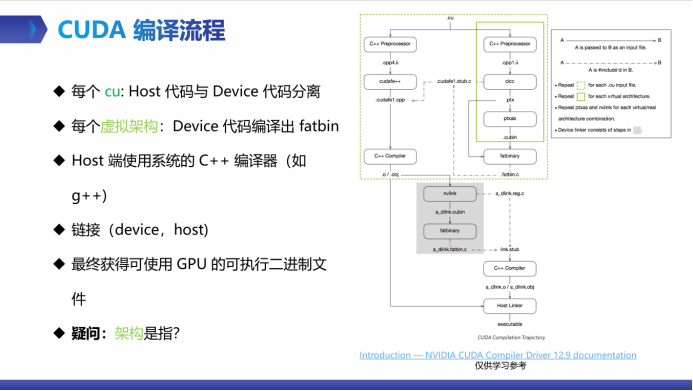 CUDA 编译流程
◆ 每个 cu: Host 代码与 Device 代码分离
◆ 每个虚拟架构：Device 代码编译出 fatbin
◆ Host 端使用系统的 C++ 编译器（如
g++）
◆ 链接（device，host）
◆ 最终获得可使用 GPU 的可执行二进制文
件
◆ 疑问：架构是指?
.cu
C++ Preprocessor
C++ Preprocessor
.cpp4.ii
.cpp1.ii
cudafe++
.cudafe1.stub.c
cicc
.cudafe1.cpp
.ptx
ptxas
.cubin
C++ Compiler
fatbinary
.o / .obj
.fatbin.c
nvlink
a_dlink.reg.c
a_dlink.cubin
fatbinary
a_dlink.fatbin.c
link.stub
C++ Compiler
a_dlink.o / a_dlink.obj
Host Linker
executable
A
B
A is passed to B as an input file.
A
B
A is #include'd in B.
• Repeat for each .cu input file.
• Repeat for each virtual architecture.
• Repeat ptxas and nvlink for each virtual/real
architecture combination.
• Device linker consists of steps in .
CUDA Compilation Trajectory
Introduction — NVIDIA CUDA Compiler Driver 12.9 documentation
仅供学习参考